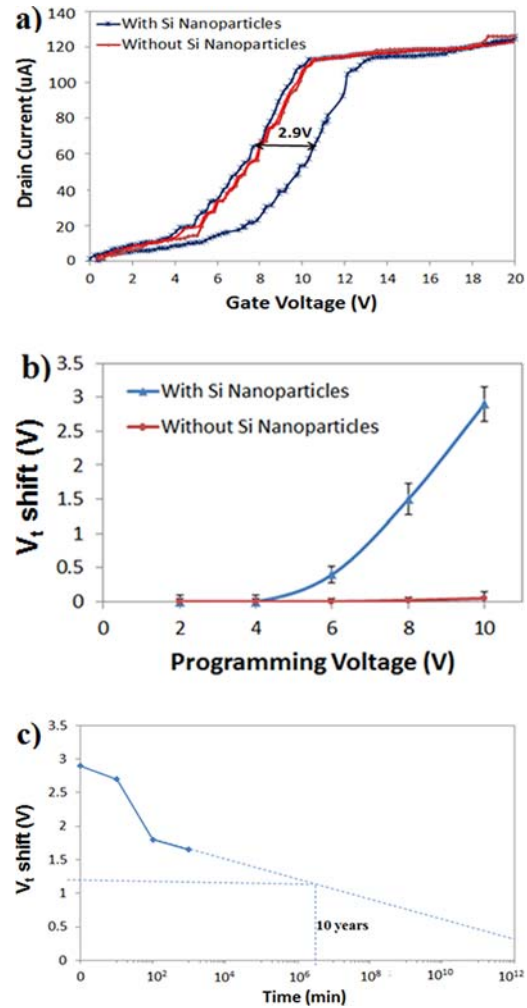 a)
With Si Nanoparticles
Without Si Nanoparticles
Drain Current (uA)
140
120
100
80
60
40
20
0
2.9V
0 2 4 6 8 10 12 14 16 18 20
Gate Voltage (V)
b)
With Si Nanoparticles
Without Si Nanoparticles
Vt shift (V)
3.5
3
2.5
2
1.5
1
0.5
0
0 2 4 6 8 10
Programming Voltage (V)
c)
Vt shift (V)
3.5
3
2.5
2
1.5
1
0.5
0
10 years
0 10² 10⁴ 10⁶ 10⁸ 10¹⁰ 10¹²
Time (min)